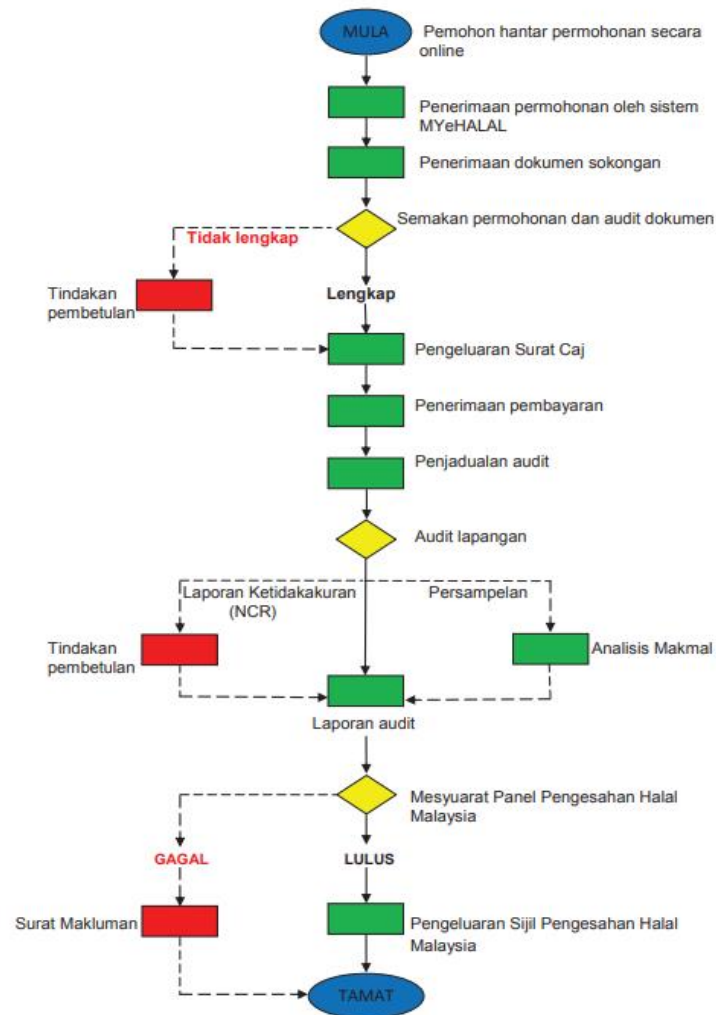 MULA
Pemohon hantar permohonan secara
online
Penerimaan permohonan oleh sistem
MYeHALAL
Penerimaan dokumen sokongan
Semakan permohonan dan audit dokumen
Tidak lengkap
Tindakan
pembetulan
Lengkap
Pengeluaran Surat Caj
Penerimaan pembayaran
Penjadualan audit
Audit lapangan
Laporan Ketidakakuran
(NCR)
Persampelan
Tindakan
pembetulan
Analisis Makmal
Laporan audit
Mesyuarat Panel Pengesahan Halal
Malaysia
GAGAL
LULUS
Surat Makluman
Pengeluaran Sijil Pengesahan Halal
Malaysia
TAMAT